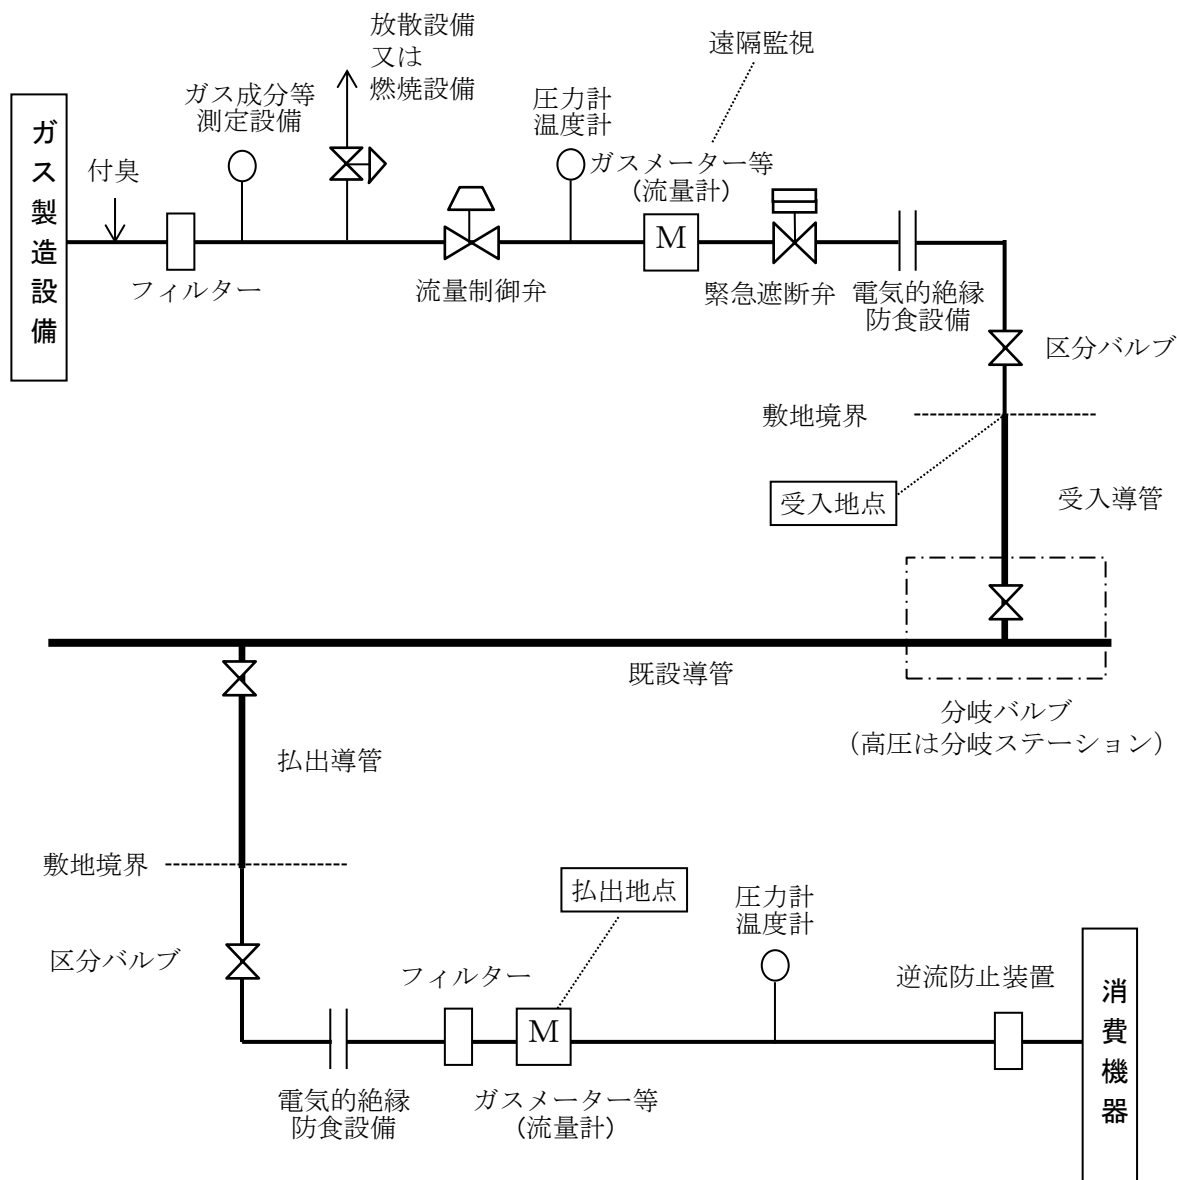 放散設備
又は
燃焼設備
遠隔監視
ガス成分等
測定設備
圧力計
温度計
ガス製造設備
付臭
ガスメーター等
（流量計）
M
フィルター
流量制御弁
緊急遮断弁
電気的絶縁
防食設備
区分バルブ
敷地境界
受入地点
受入導管
既設導管
分岐バルブ
（高圧は分岐ステーション）
払出導管
敷地境界
払出地点
圧力計
温度計
区分バルブ
フィルター
逆流防止装置
消費機器
M
電気的絶縁
防食設備
ガスメーター等
（流量計）